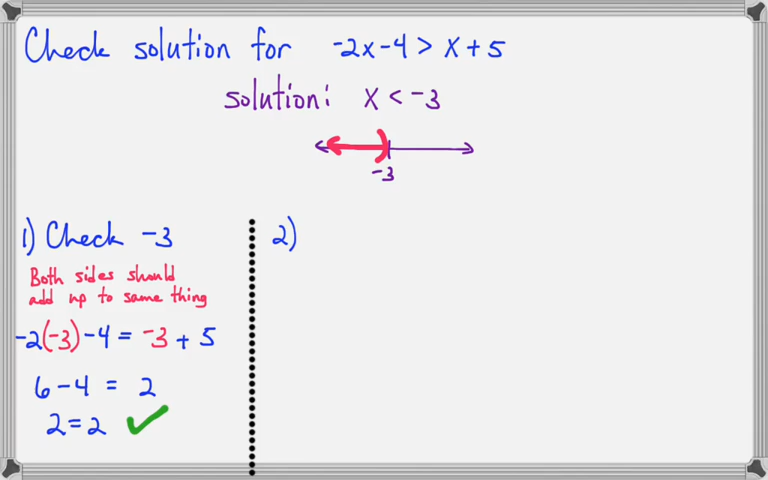 Check solution for -2x-4 > x+5
solution: x < -3
-3
1) Check -3
Both sides should
add up to same thing
-2(-3)-4 = -3 + 5
6-4 = 2
2=2
2)